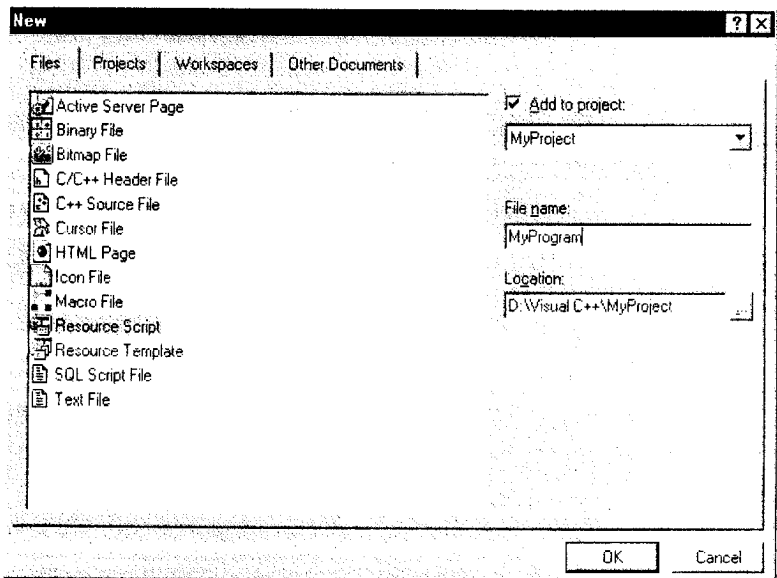 New
Files Projects Workspaces Other Documents
Active Server Page
Binary File
Bitmap File
C/C++ Header File
C++ Source File
Cursor File
HTML Page
Icon File
Macro File
Resource Script
Resource Template
SQL Script File
Text File
Add to project:
MyProject
File name:
MyProgram
Location:
D:\Visual C++\MyProject
...
OK Cancel